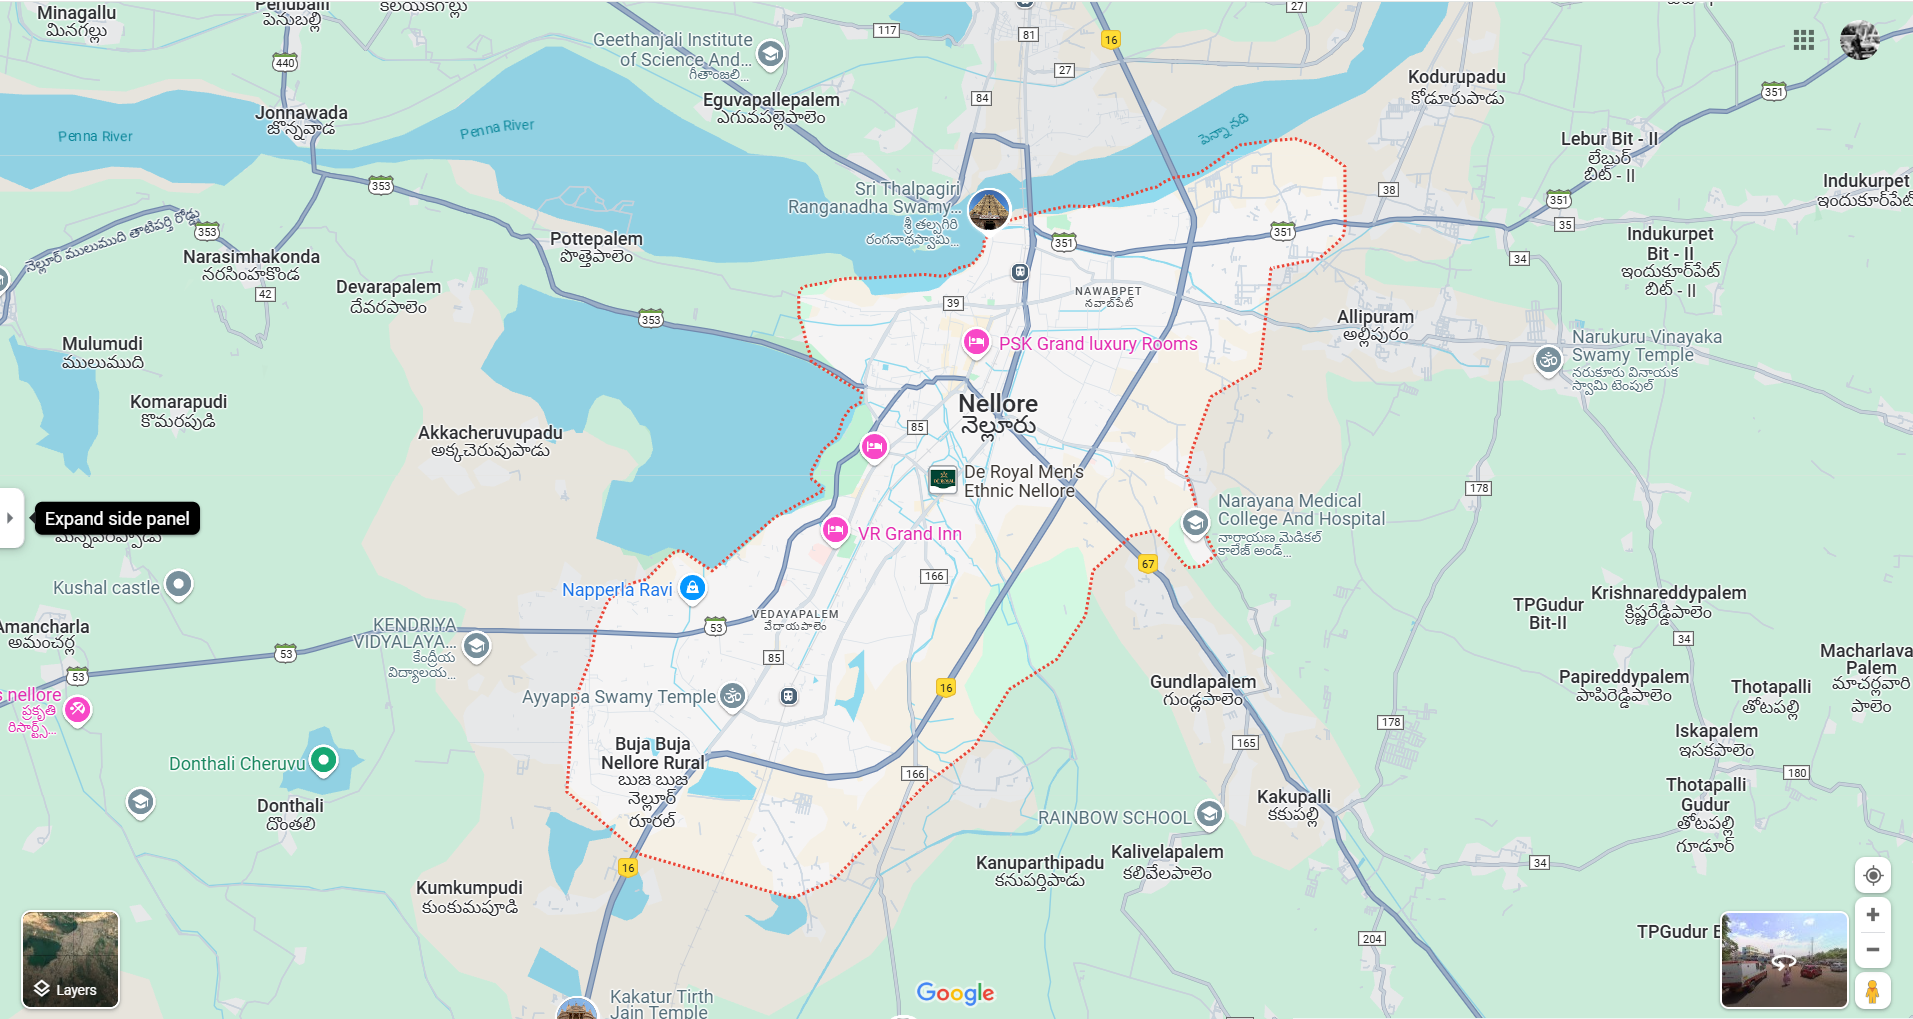 Minagallu
మినగల్లు
Penuballi
పెనుబల్లి
440
117
81
27
16
27
Geethanjali Institute
of Science And...
గీతాంజలి...
84
Kodurupadu
కోడూరుపాడు
351
Jonnawada
జొన్నవాడ
Eguvapallepalem
ఎగువపల్లెపాలెం
Penna River
Penna River
పెన్నా నది
Lebur Bit - II
లేబుర్
బిట్ - II
353
Sri Thalpagiri
Ranganadha Swamy...
శ్రీ తల్పగిరి
రంగనాథస్వామి...
38
Indukurpet
ఇందుకూర్‌పేట్
351
35
నెల్లూర్ ములుముది తాటిపర్తి రోడ్డు
353
Narasimhakonda
నరసింహకొండ
42
Pottepalem
పొత్తెపాలెం
351
351
34
Indukurpet
Bit - II
ఇందుకూర్‌పేట్
బిట్ - II
Devarapalem
దేవరపాలెం
353
39
NAWABPET
నవాబ్‌పేట్
Allipuram
అల్లీపురం
Mulumudi
ములుముది
PSK Grand luxury Rooms
Narukuru Vinayaka
Swamy Temple
నరుకూరు వినాయక
స్వామి టెంపుల్
Komarapudi
కొమరపుడి
Nellore
నెల్లూరు
Akkacheruvupadu
అక్కచెరువుపాడు
85
De Royal Men's
Ethnic Nellore
178
Narayana Medical
College And Hospital
నారాయణ మెడికల్
కాలేజ్ అండ్...
Expand side panel
VR Grand Inn
67
166
Kushal castle
Napperla Ravi
VEDAYAPALEM
వేదాయపాలెం
TPGudur
Bit-II
Krishnareddypalem
క్రిష్ణరేడ్డిపాలెం
34
Amancharla
అమంచర్ల
KENDRIYA
VIDYALAYA...
కేంద్రీయ
విద్యాలయ...
53
53
53
85
Macharlava
Palem
మాచర్లవారి
పాలెం
s nellore
ప్రకృతి
రిసార్ట్స్...
Ayyappa Swamy Temple
16
Gundlapalem
గుండ్లపాలెం
Papireddypalem
పాపిరెడ్డిపాలెం
Thotapalli
తోటపల్లి
178
165
Iskapalem
ఇసకపాలెం
Buja Buja
Nellore Rural
బుజ బుజ
నెల్లూర్
రూరల్
Donthali Cheruvu
166
180
Donthali
దొంతలి
Kakupalli
కకుపల్లి
Thotapalli
Gudur
తోటపల్లి
గూడూర్
RAINBOW SCHOOL
16
Kanuparthipadu
కనుపర్తిపాడు
Kalivelapalem
కలివేలపాలెం
34
Kumkumpudi
కుంకుమపూడి
204
TPGudur B
Layers
Google
Kakatur Tirth
Jain Temple